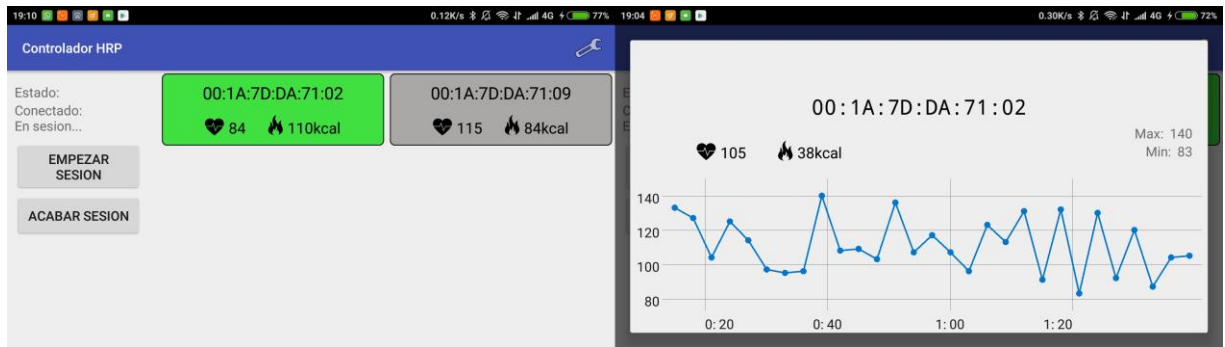 19:10
0.12K/s 4G 77%
Controlador HRP
Estado:
Conectado:
En sesion...
EMPEZAR
SESION
ACABAR SESION
00:1A:7D:DA:71:02
84 110kcal
00:1A:7D:DA:71:09
115 84kcal
19:04
0.30K/s 4G 72%
00:1A:7D:DA:71:02
Max: 140
Min: 83
105 38kcal
140
120
100
80
0:20 0:40 1:00 1:20